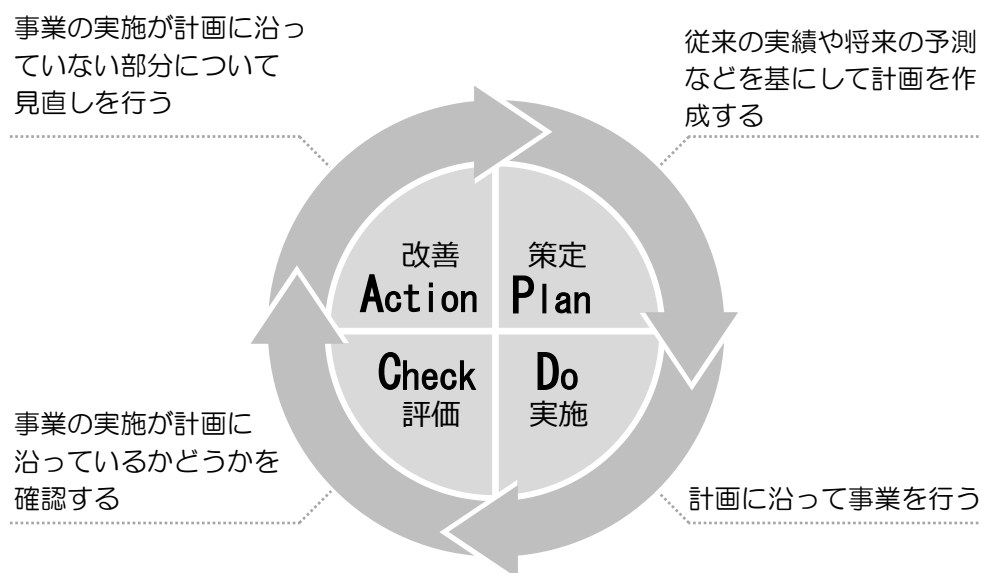 事業の実施が計画に沿っ
ていない部分について
見直しを行う
従来の実績や将来の予測
などを基にして計画を作
成する
改善
Action
策定
Plan
Check
評価
Do
実施
事業の実施が計画に
沿っているかどうかを
確認する
計画に沿って事業を行う